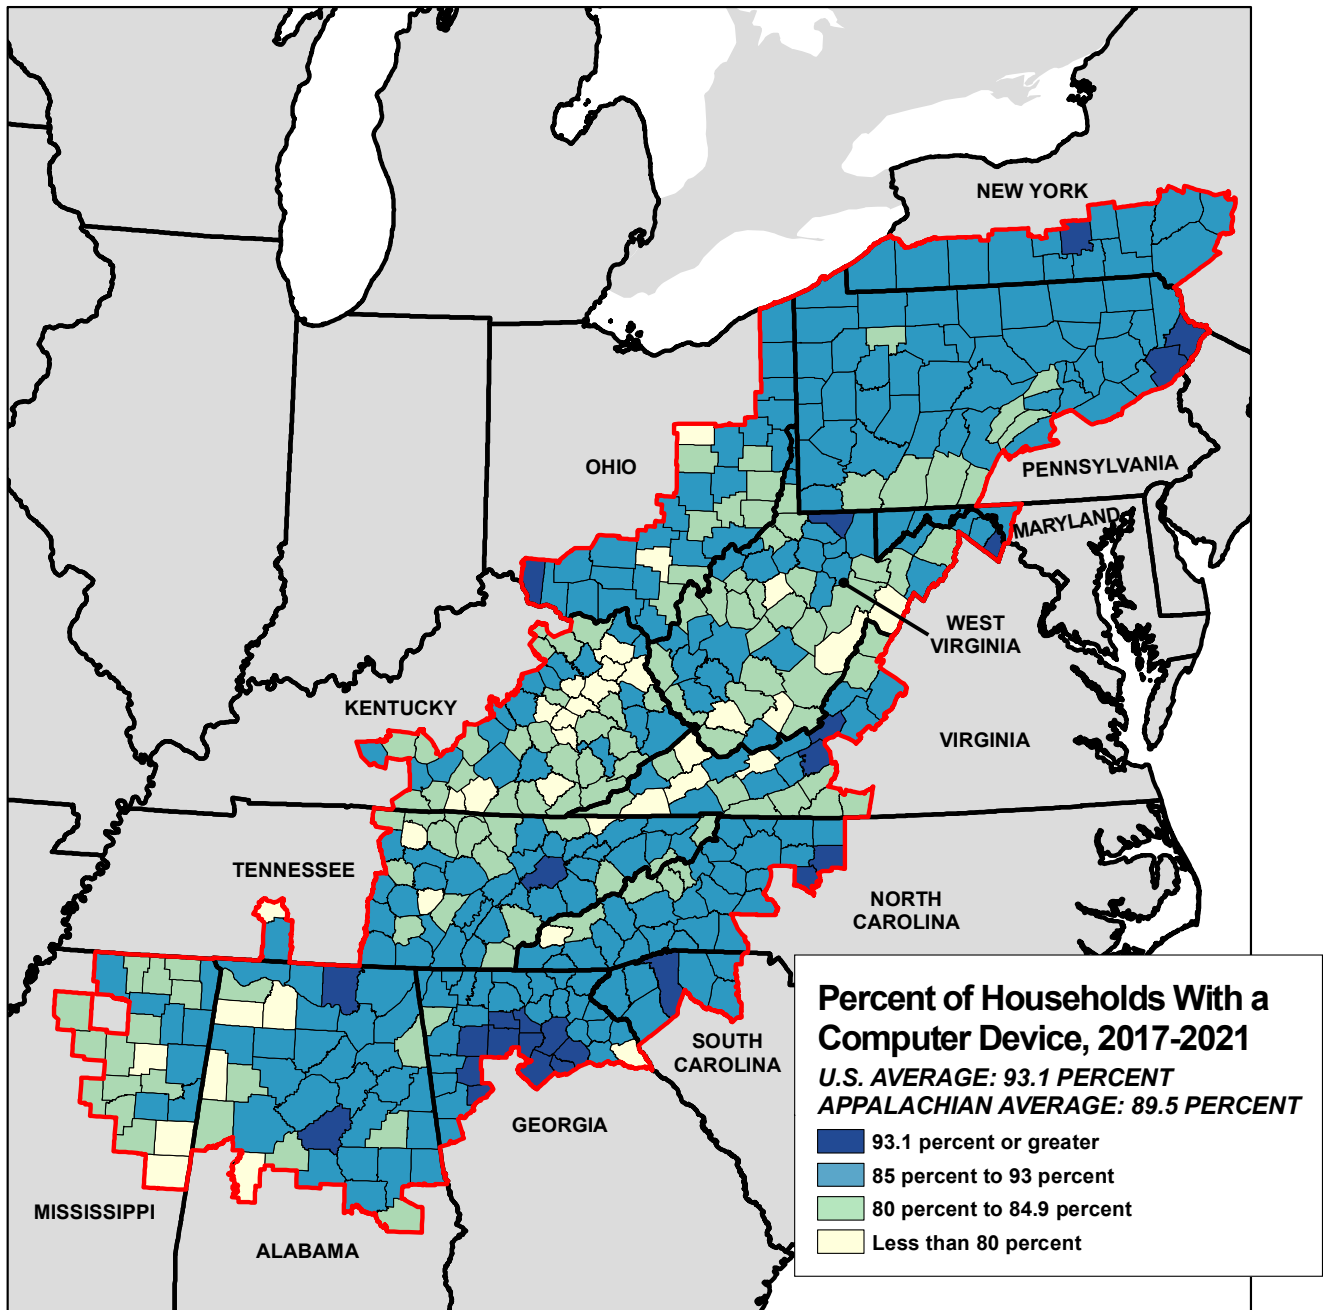 NEW YORK
OHIO
PENNSYLVANIA
MARYLAND
WEST
VIRGINIA
KENTUCKY
VIRGINIA
TENNESSEE
NORTH
CAROLINA
SOUTH
CAROLINA
GEORGIA
MISSISSIPPI
ALABAMA
Percent of Households With a
Computer Device, 2017-2021
U.S. AVERAGE: 93.1 PERCENT
APPALACHIAN AVERAGE: 89.5 PERCENT
93.1 percent or greater
85 percent to 93 percent
80 percent to 84.9 percent
Less than 80 percent